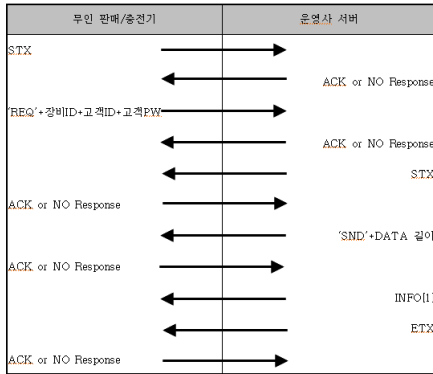 무인 판매/충전기 운영사 서버
STX
ACK or NO Response
'REQ'+장비ID+고객ID+고객PW
ACK or NO Response
STX
ACK or NO Response
'SND'+DATA 길이
ACK or NO Response
INFO[1]
ETX
ACK or NO Response